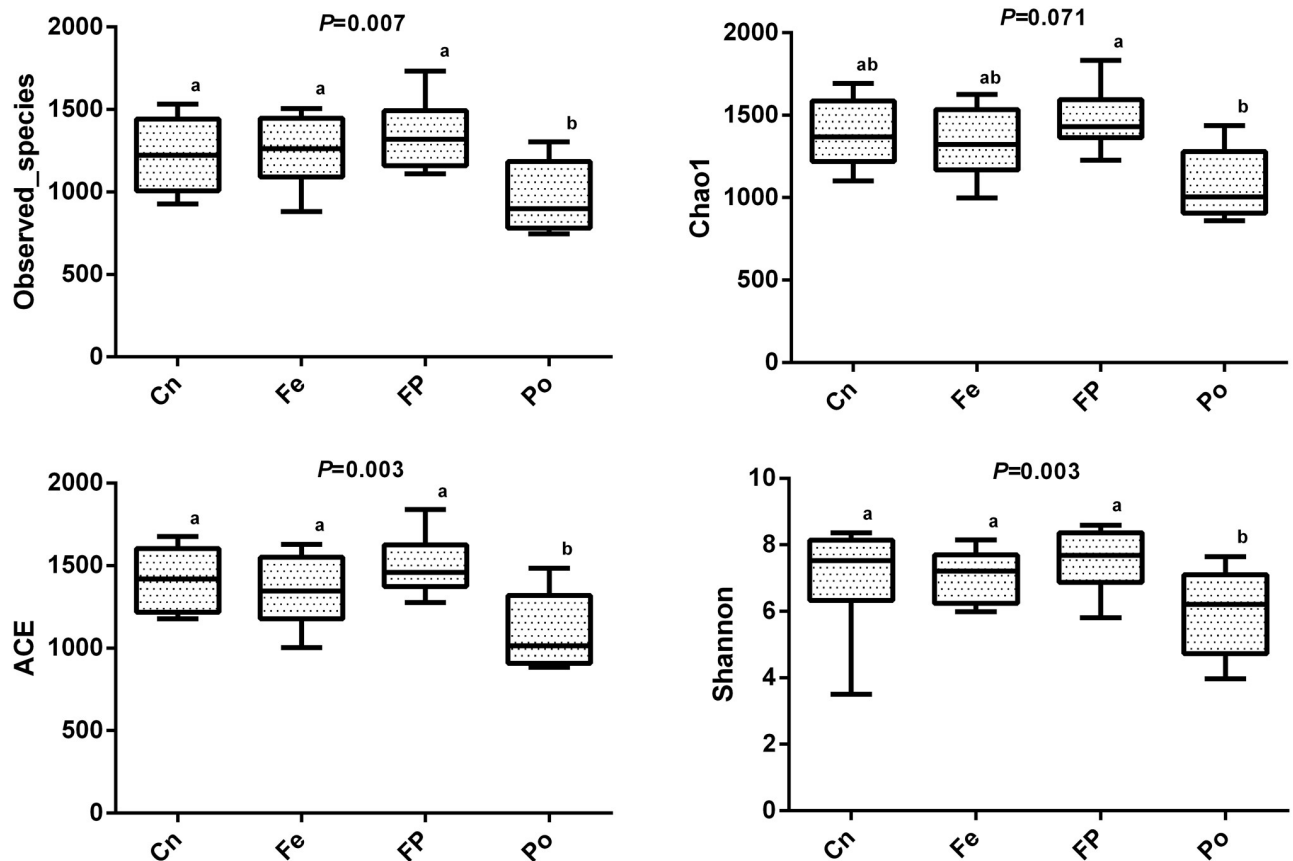 P=0.007
Observed_species
2000
1500
1000
500
0
a
a
a
b
Cn
Fe
FP
Po
P=0.071
Chao1
2000
1500
1000
500
0
ab
ab
a
b
Cn
Fe
FP
Po
P=0.003
ACE
2000
1500
1000
500
0
a
a
a
b
Cn
Fe
FP
Po
P=0.003
Shannon
10
8
6
4
2
0
a
a
a
b
Cn
Fe
FP
Po